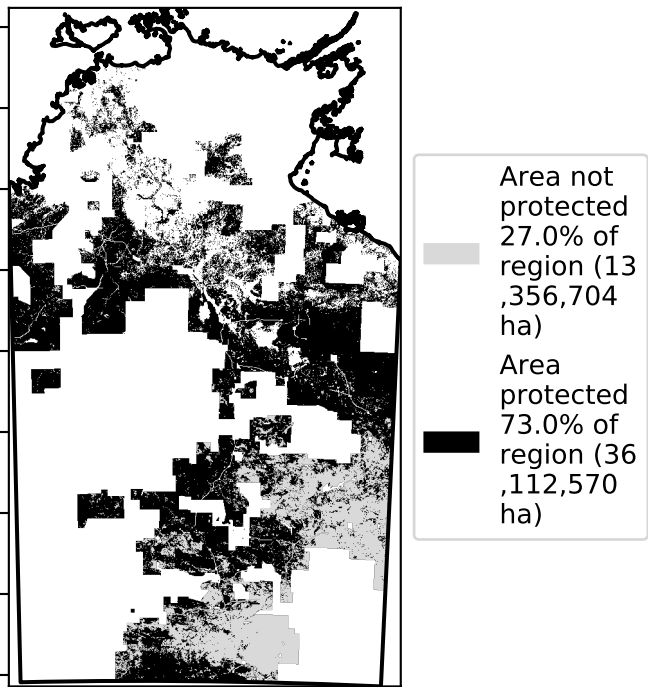 Area not
protected
27.0% of
region (13
,356,704
ha)
Area
protected
73.0% of
region (36
,112,570
ha)